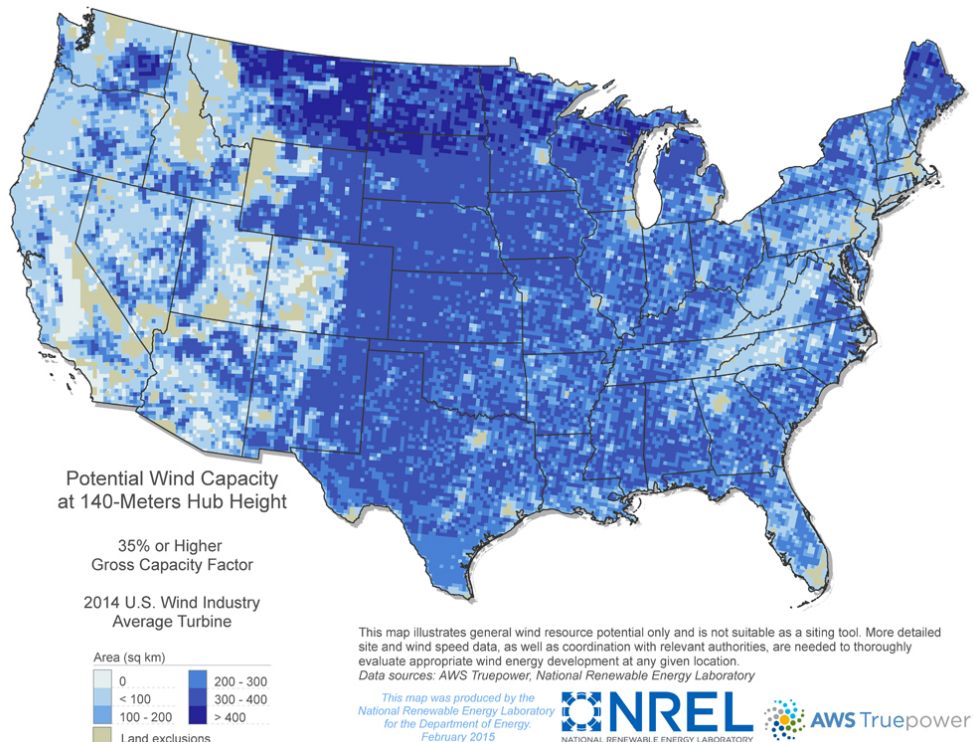 Potential Wind Capacity
at 140-Meters Hub Height
35% or Higher
Gross Capacity Factor
2014 U.S. Wind Industry
Average Turbine
Area (sq km)
0
< 100
100 - 200
200 - 300
300 - 400
> 400
Land exclusions
This map illustrates general wind resource potential only and is not suitable as a siting tool. More detailed
site and wind speed data, as well as coordination with relevant authorities, are needed to thoroughly
evaluate appropriate wind energy development at any given location.
Data sources: AWS Truepower, National Renewable Energy Laboratory
This map was produced by the
National Renewable Energy Laboratory
for the Department of Energy.
February 2015
NREL
NATIONAL RENEWABLE ENERGY LABORATORY
AWS Truepower